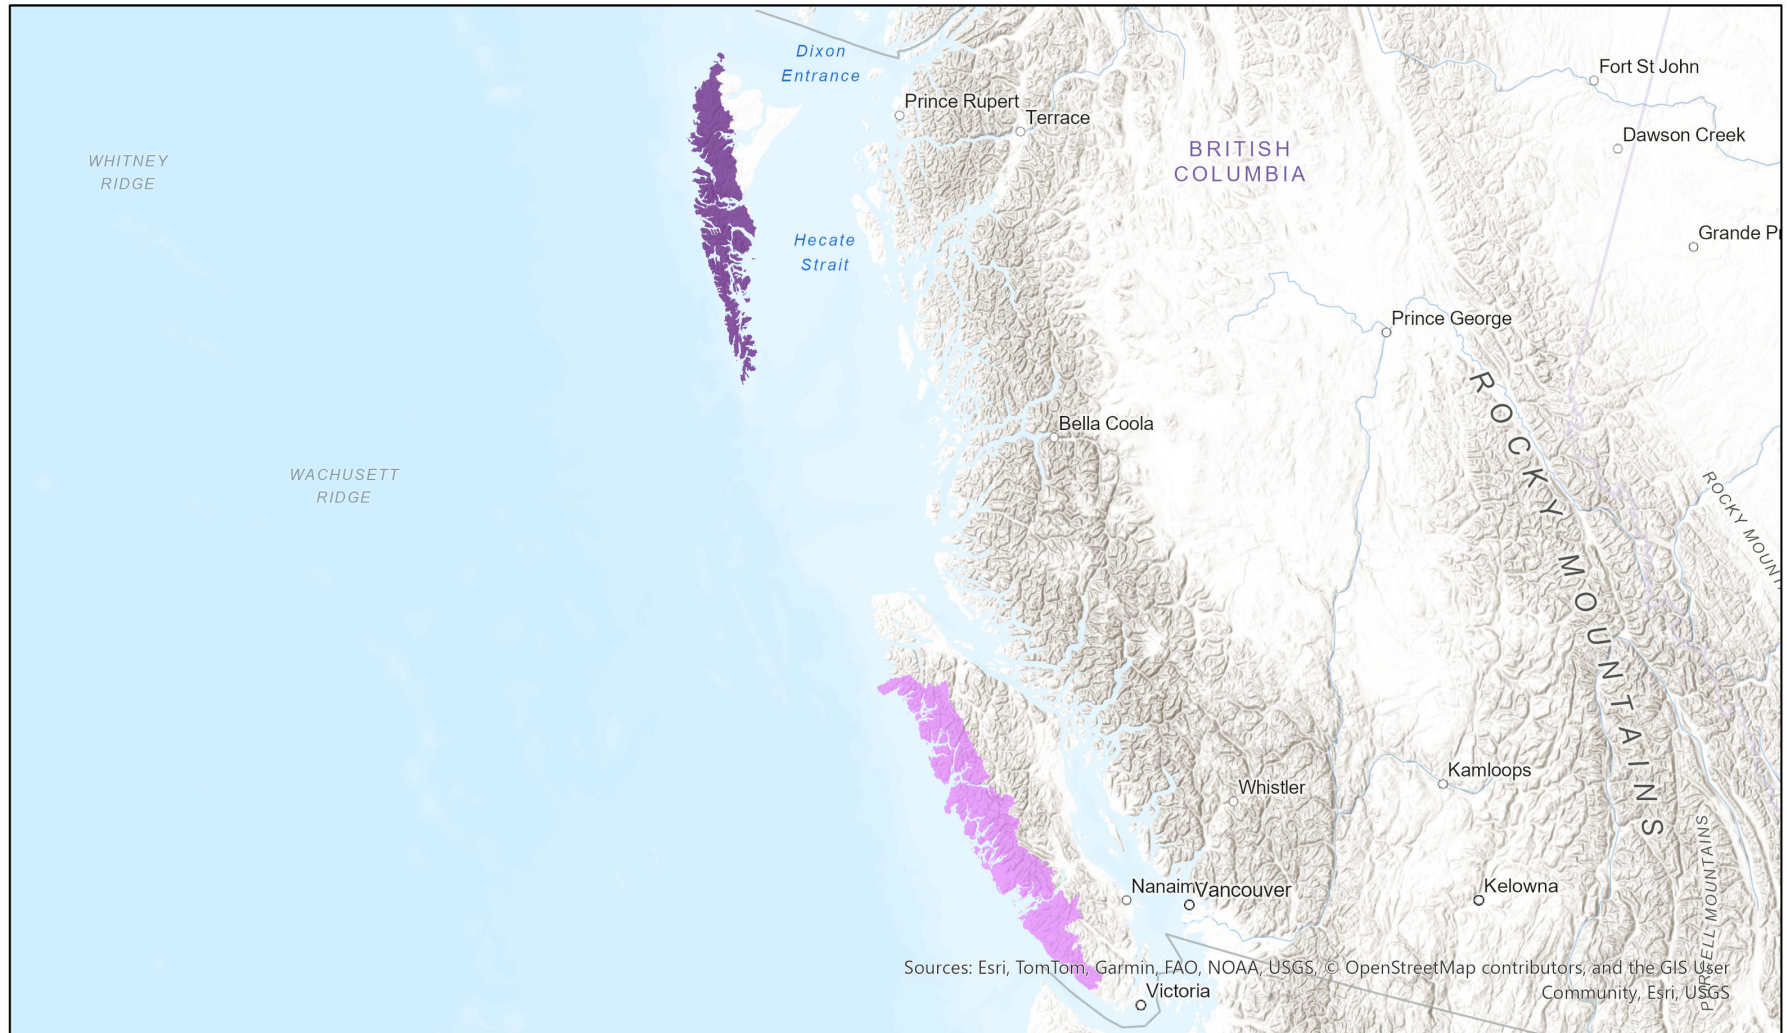 Dixon
Entrance
Fort St John
Prince Rupert
Terrace
Dawson Creek
BRITISH
COLUMBIA
WHITNEY
RIDGE
Grande Pr
Hecate
Strait
Prince George
ROCKY MOUNTAINS
Bella Coola
WACHUSETT
RIDGE
ROCKY MOUNT
Kamloops
Whistler
PURCELL MOUNTAINS
Nanaim
Vancouver
Kelowna
Sources: Esri, TomTom, Garmin, FAO, NOAA, USGS, © OpenStreetMap contributors, and the GIS User
Community, Esri, USGS
Victoria